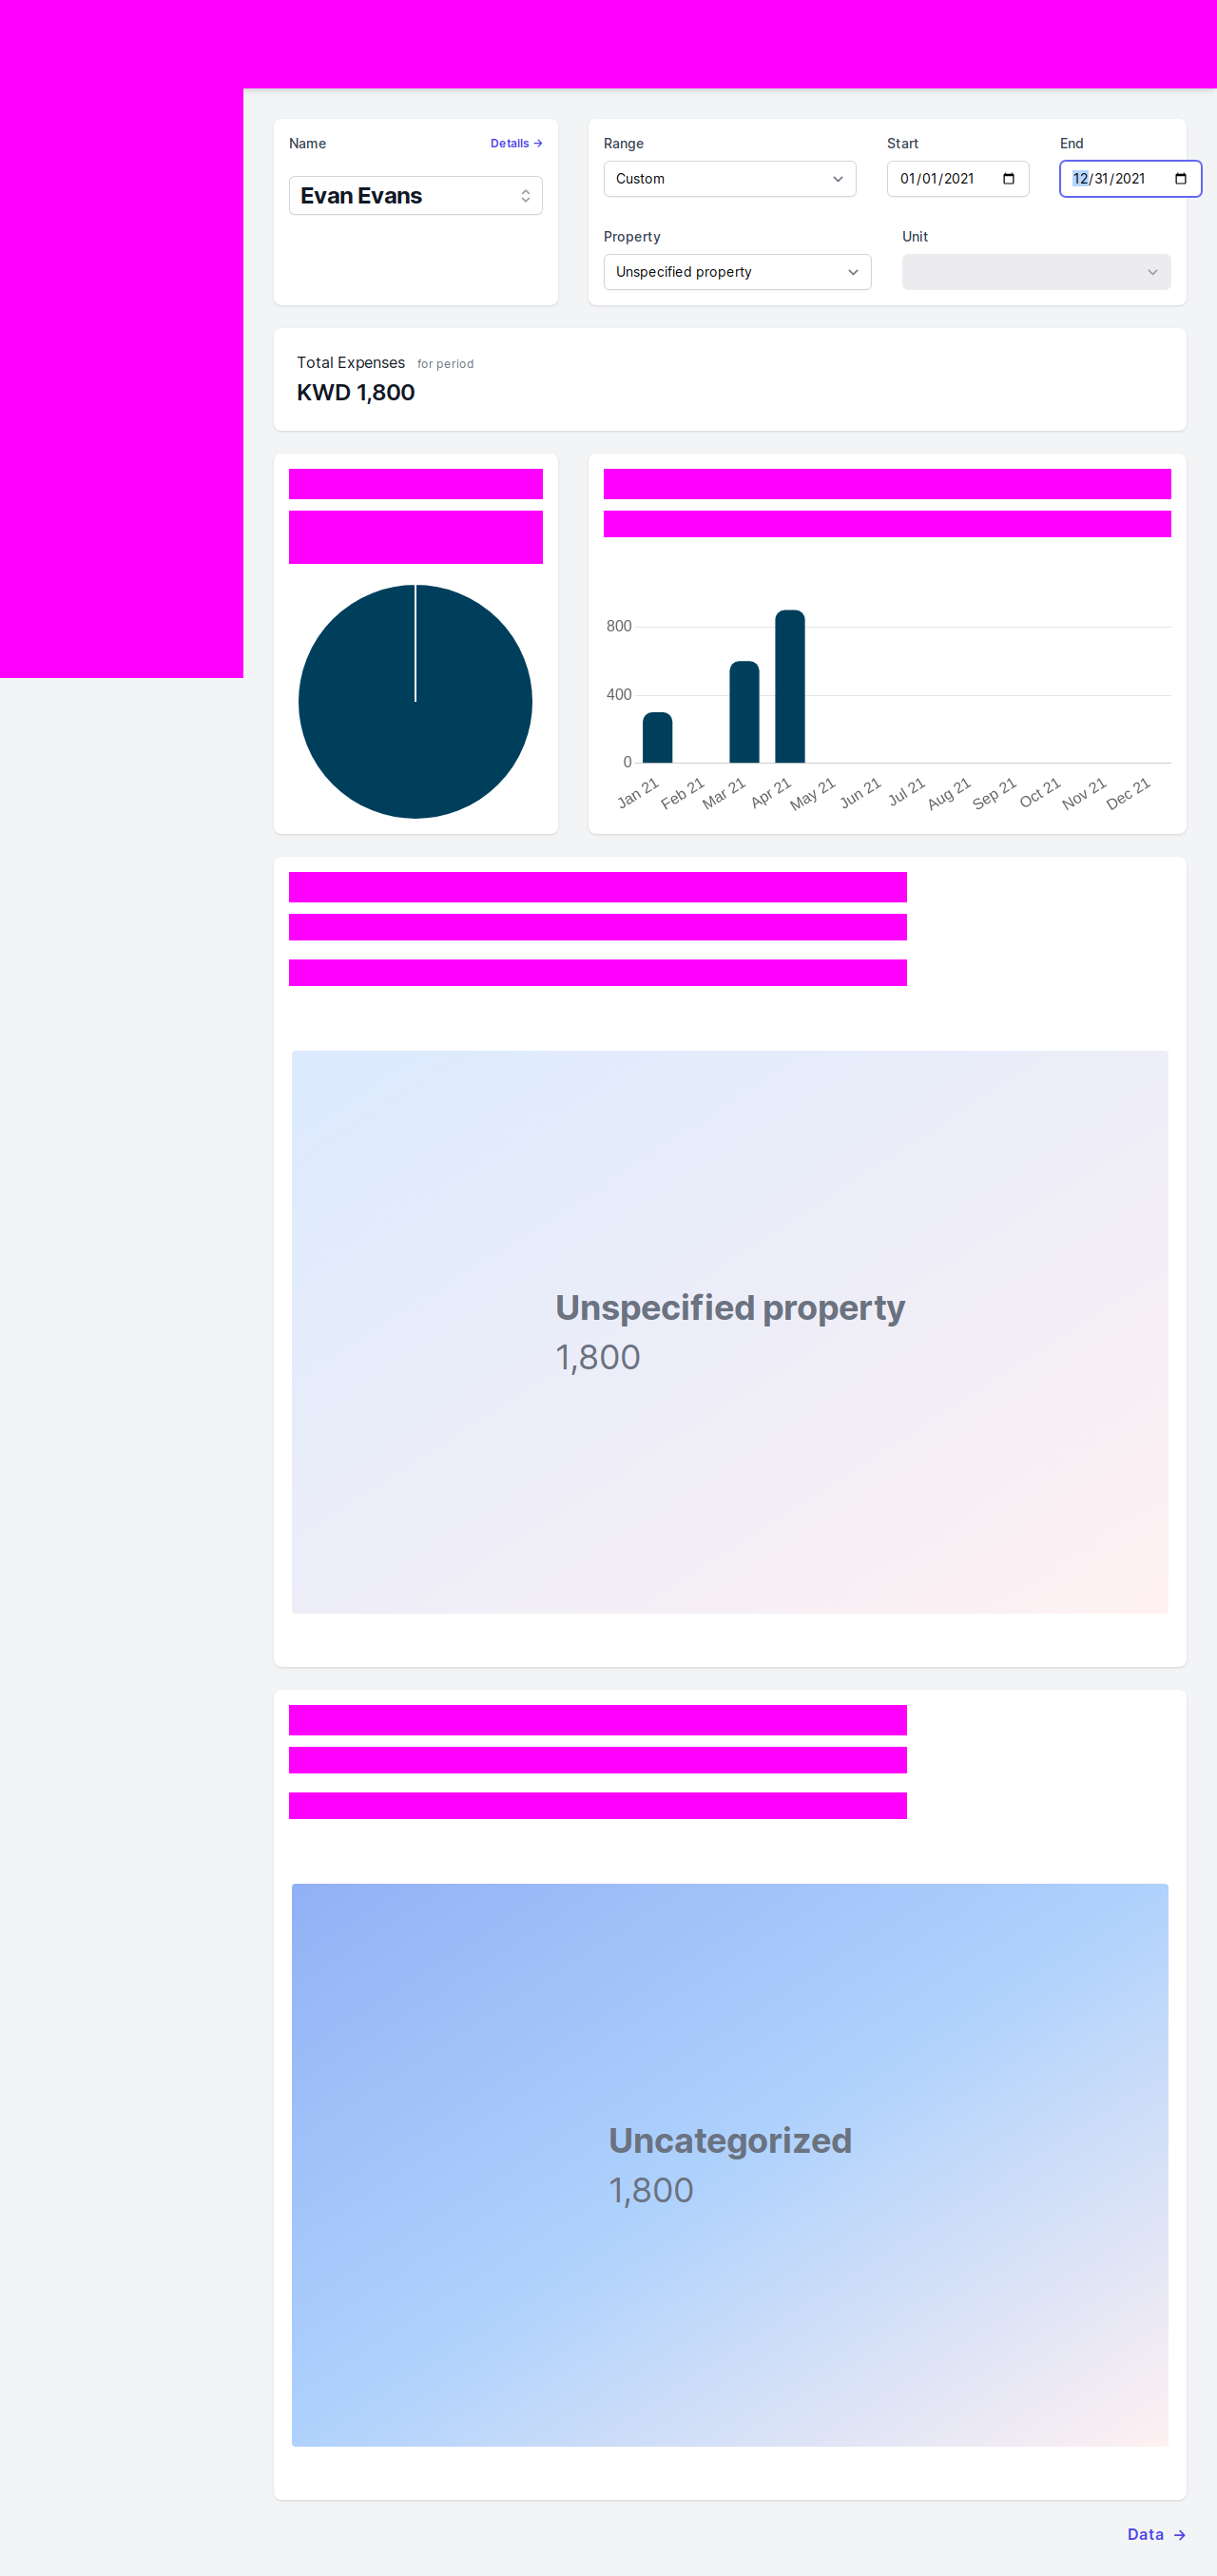 Name
Details →
Evan Evans
Range
Start
End
Custom
01/01/2021
12/31/2021
Property
Unit
Unspecified property
Total Expenses for period
KWD 1,800
800
400
0
Jan 21
Feb 21
Mar 21
Apr 21
May 21
Jun 21
Jul 21
Aug 21
Sep 21
Oct 21
Nov 21
Dec 21
Unspecified property
1,800
Uncategorized
1,800
Data →